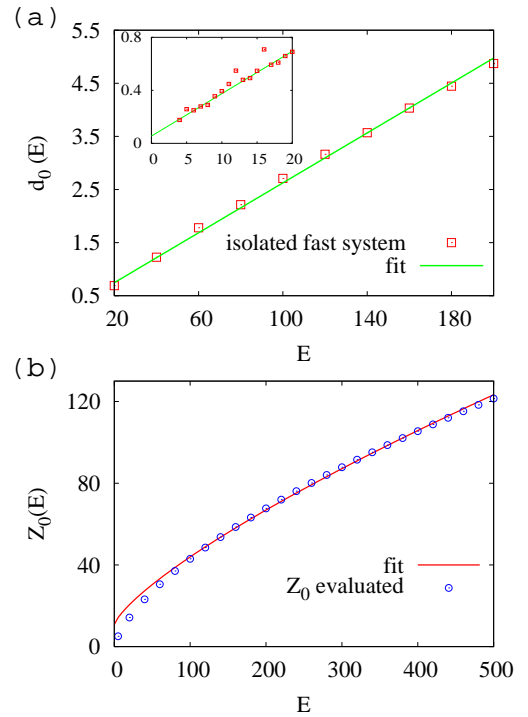 (a)
5.5
4.5
3.5
2.5
1.5
0.5
d0(E)
0.8
0.4
0
0 5 10 15 20
isolated fast system
fit
20 60 100 140 180
E
(b)
120
80
40
0
Z0(E)
fit
Z0 evaluated
0 100 200 300 400 500
E